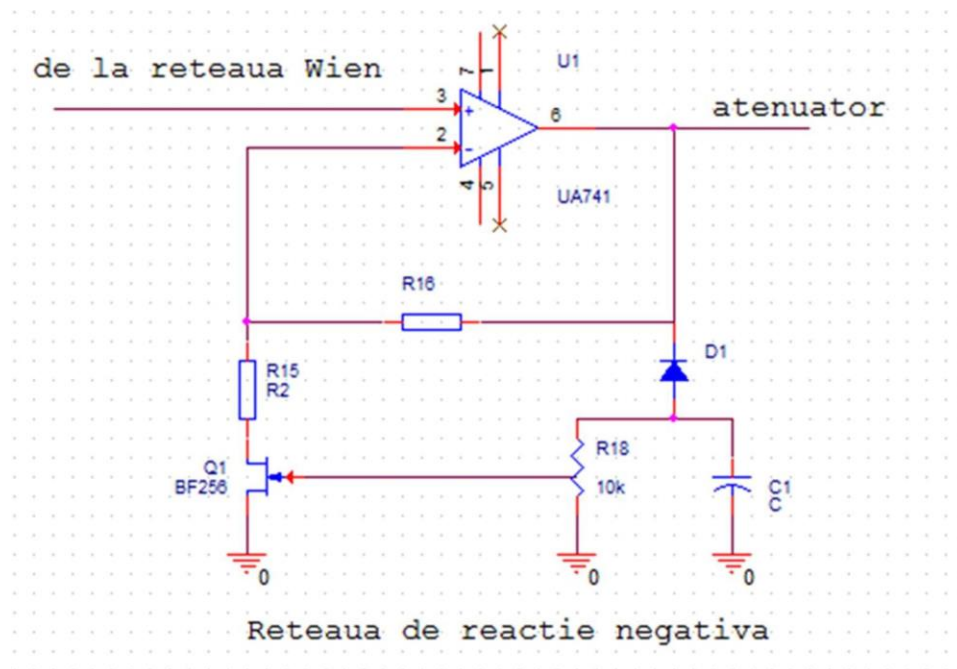 de la reteaua Wien
7
1
U1
3
+
2
-
6
atenuator
4
5
UA741
R16
R15
R2
D1
Q1
BF256
R18
10k
C1
C
0
0
0
Reteaua de reactie negativa